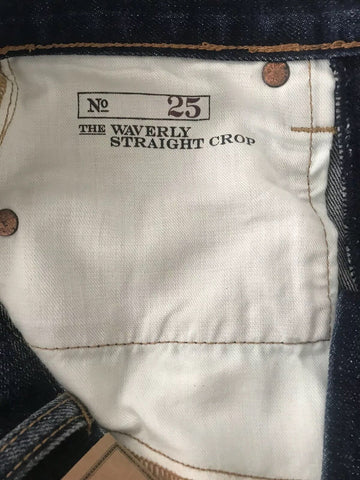 No 25
THE WAVERLY
STRAIGHT CROP